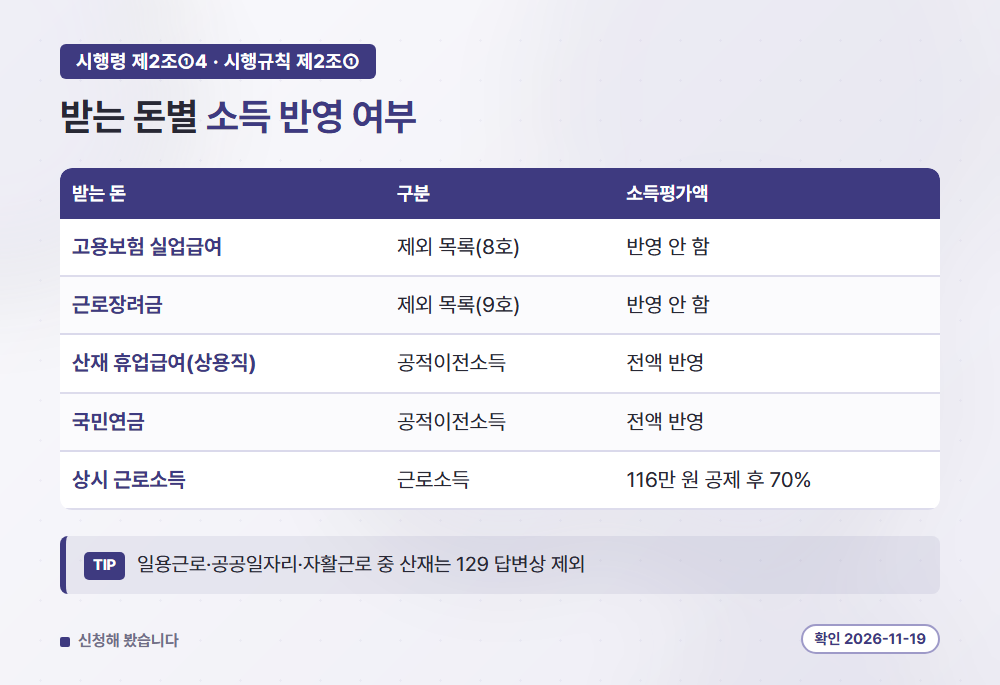 시행령 제2조①4 · 시행규칙 제2조①
받는 돈별 소득 반영 여부
받는 돈 구분 소득평가액
고용보험 실업급여 제외 목록(8호) 반영 안 함
근로장려금 제외 목록(9호) 반영 안 함
산재 휴업급여(상용직) 공적이전소득 전액 반영
국민연금 공적이전소득 전액 반영
상시 근로소득 근로소득 116만 원 공제 후 70%
TIP 일용근로·공공일자리·자활근로 중 산재는 129 답변상 제외
신청해 봤습니다
확인 2026-11-19